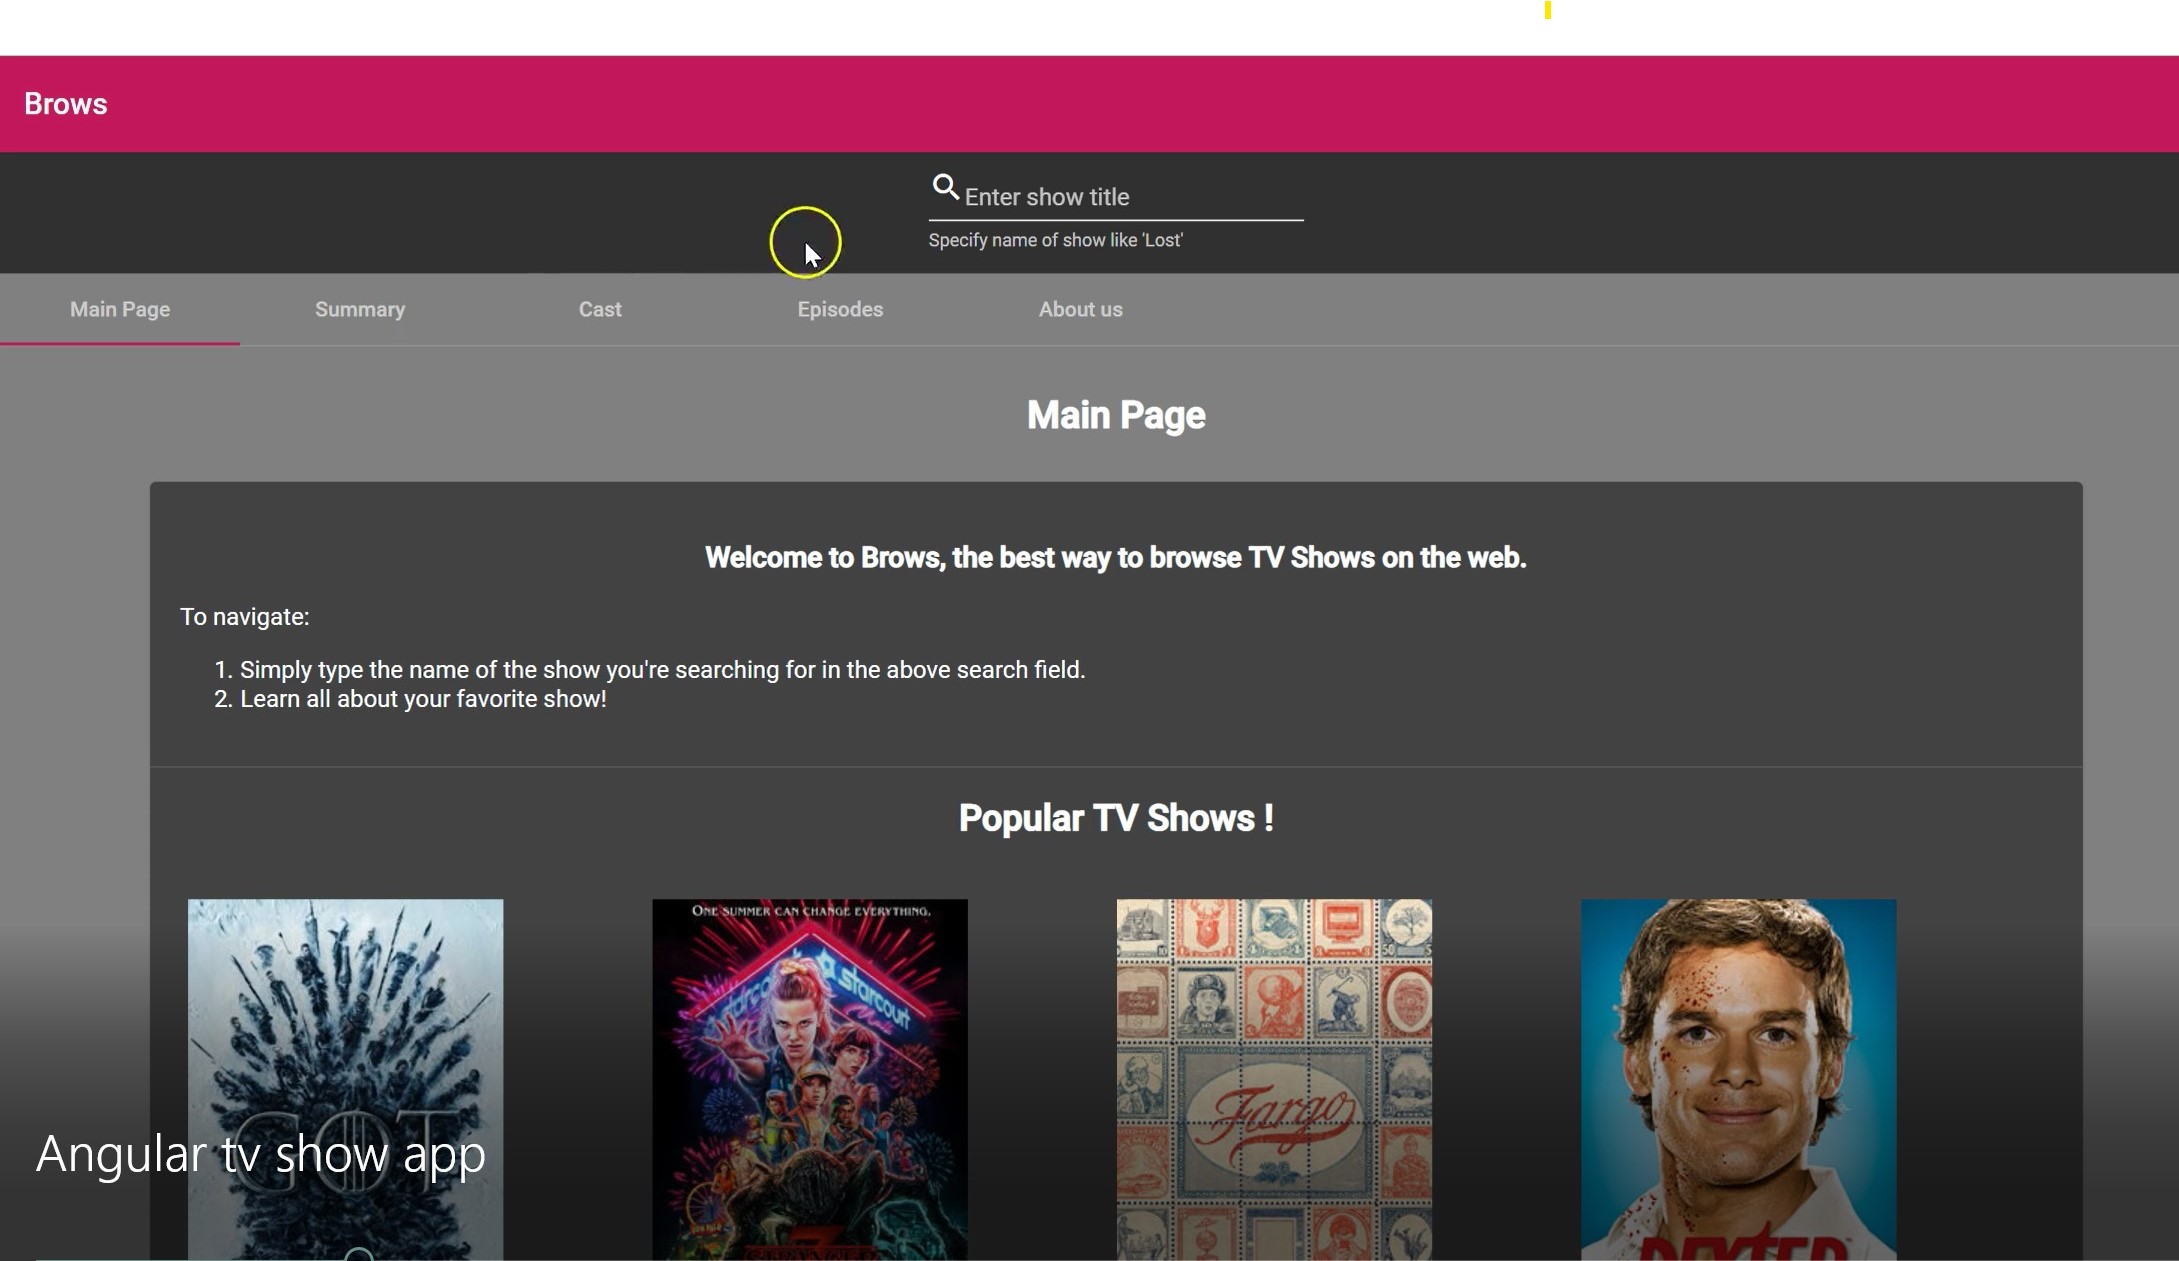 Brows
Enter show title
Specify name of show like 'Lost'
Main Page
Summary
Cast
Episodes
About us
Main Page
Welcome to Brows, the best way to browse TV Shows on the web.
To navigate:
1. Simply type the name of the show you're searching for in the above search field.
2. Learn all about your favorite show!
Popular TV Shows !
GOT
ONE SUMMER CAN CHANGE EVERYTHING.
starcourt
Fargo
DEXTER
Angular tv show app